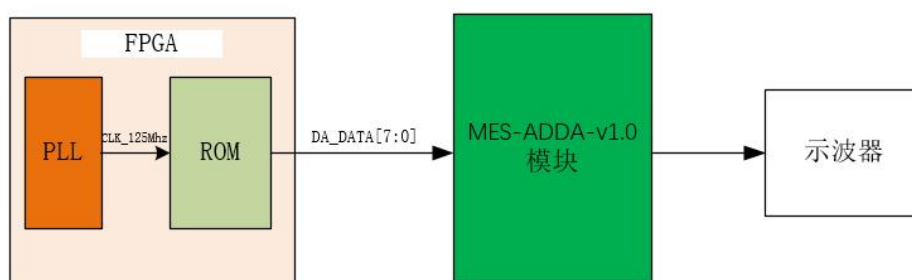 FPGA
PLL
CLK_125Mhz
ROM
DA_DATA[7:0]
MES-ADDA-v1.0
模块
示波器